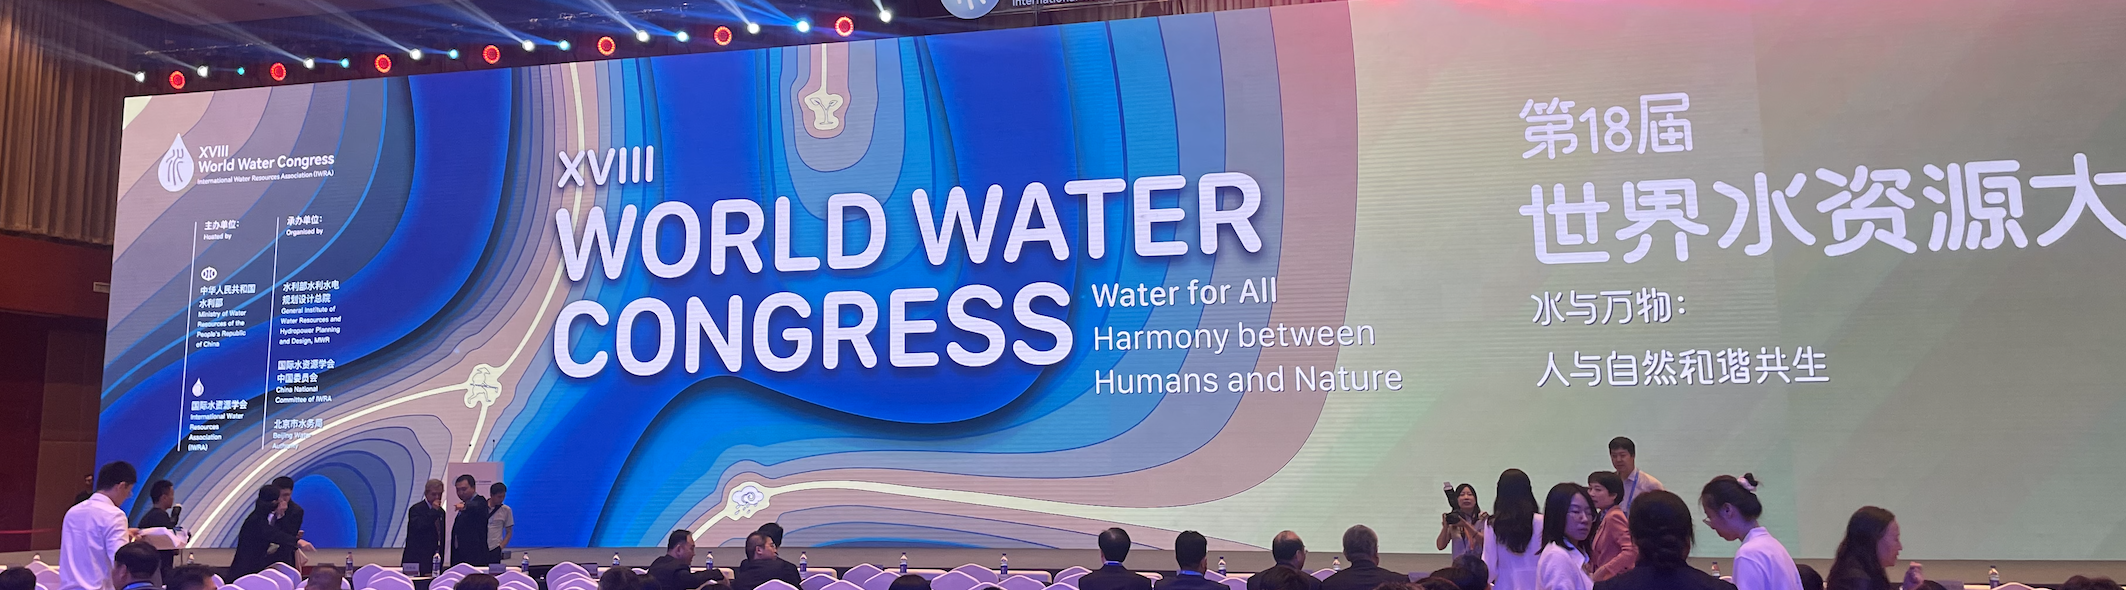 XVIII
World Water Congress
International Water Resources Association (IWRA)
主办单位:
Hosted by
中华人民共和国
水利部
Ministry of Water
Resources of the
People's Republic
of China
国际水资源学会
International Water
Resources
Association
(IWRA)
承办单位:
Organised by
水利部水利水电
规划设计总院
General Institute of
Water Resources and
Hydropower Planning
and Design, MWR
国际水资源学会
中国委员会
China National
Committee of IWRA
北京市水务局
Beijing Water
XVIII
WORLD WATER
CONGRESS
Water for All
Harmony between
Humans and Nature
第18届
世界水资源大
水与万物:
人与自然和谐共生